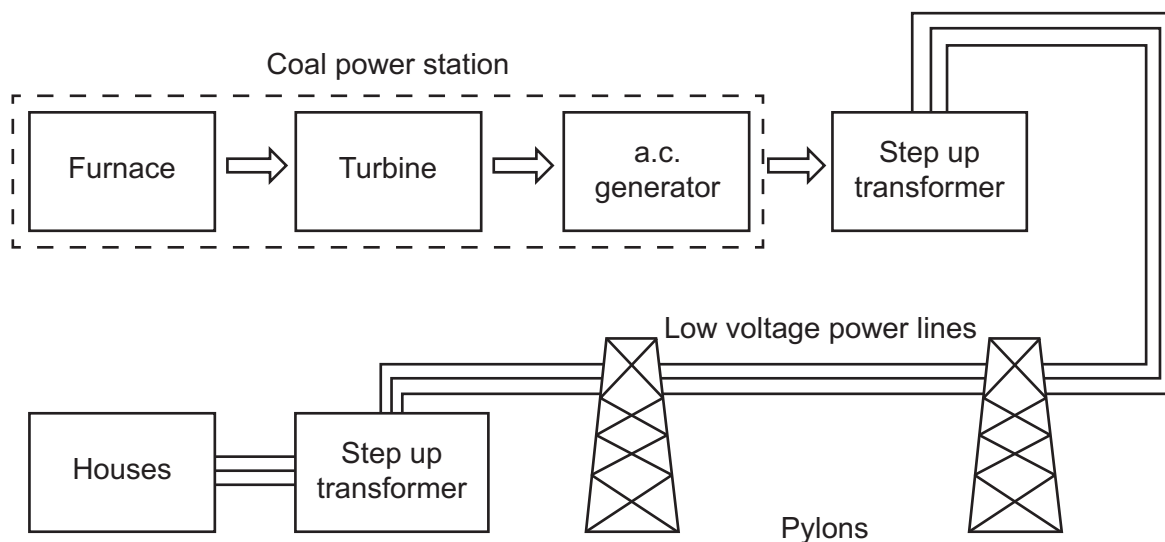 Coal power station
Furnace
Turbine
a.c.
generator
Step up
transformer
Low voltage power lines
Houses
Step up
transformer
Pylons